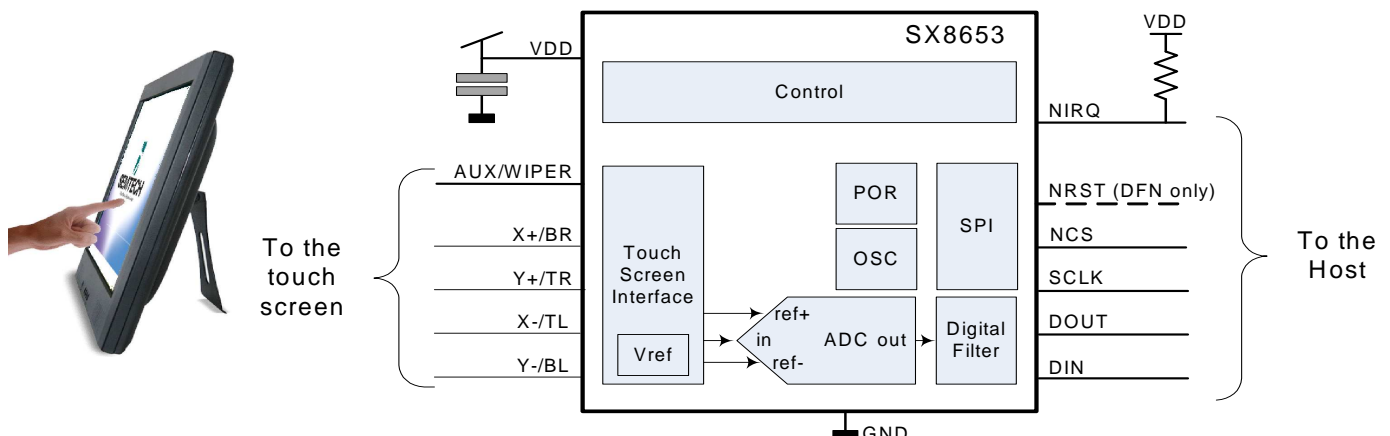 SX8653
VDD
VDD
Control
NIRQ
AUX/WIPER
POR
SPI
NRST (DFN only)
SEMTECH
X+/BR
OSC
NCS
To the
touch
screen
Touch
Screen
Interface
Y+/TR
SCLK
To the
Host
ref+
in
ref-
ADC out
Digital
Filter
X-/TL
DOUT
Vref
Y-/BL
DIN
GND